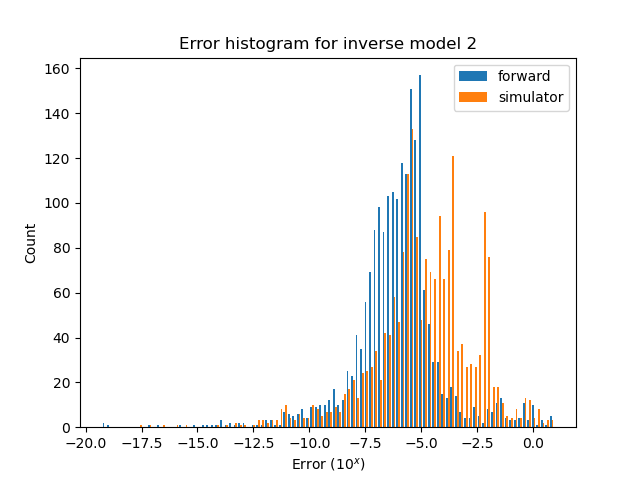 Error histogram for inverse model 2
forward
simulator
160
140
120
100
80
60
40
20
0
Count
−20.0 −17.5 −15.0 −12.5 −10.0 −7.5 −5.0 −2.5 0.0
Error (10^x)